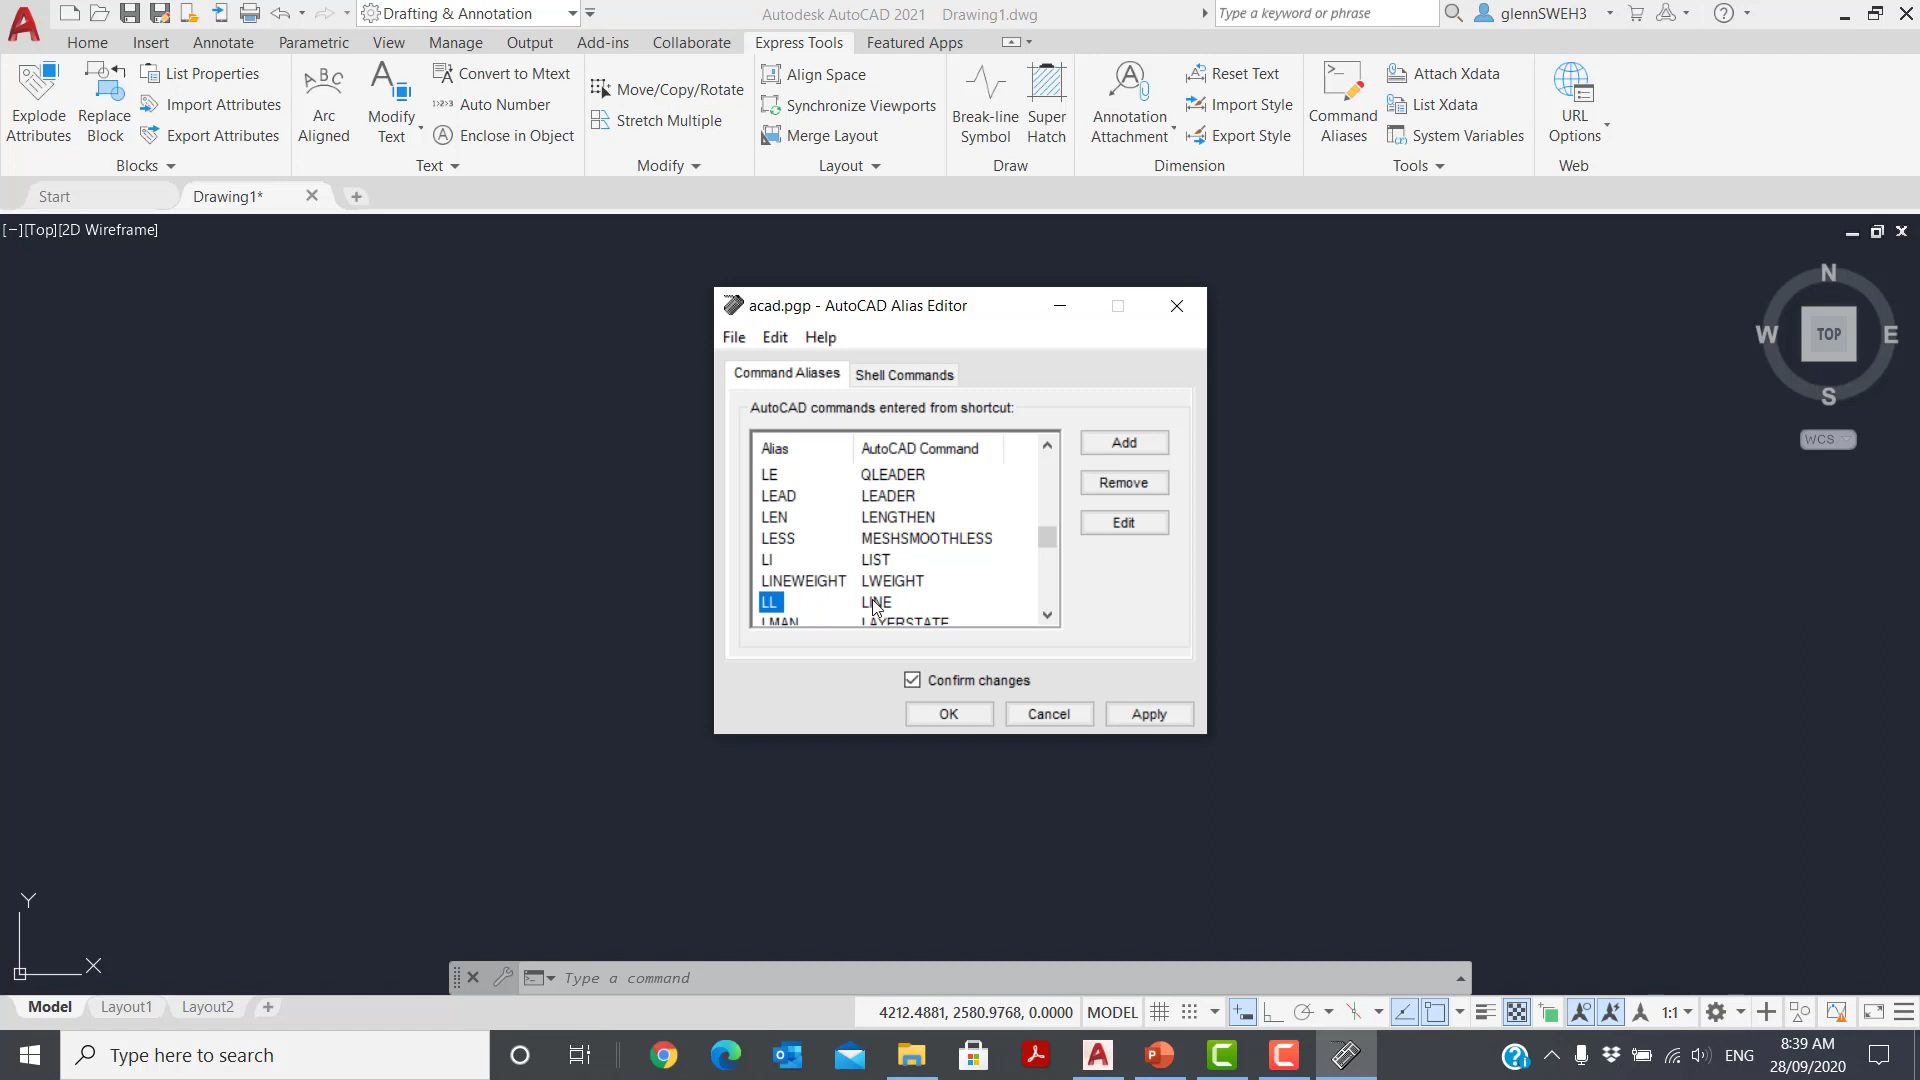 Drafting & Annotation
Autodesk AutoCAD 2021 Drawing1.dwg
Type a keyword or phrase
glennSWEH3
Home Insert Annotate Parametric View Manage Output Add-ins Collaborate Express Tools Featured Apps
Explode Attributes
Replace Block
List Properties
Import Attributes
Export Attributes
Blocks
ABC
Arc Aligned
Modify Text
Convert to Mtext
Auto Number
Enclose in Object
Text
Move/Copy/Rotate
Stretch Multiple
Modify
Align Space
Synchronize Viewports
Merge Layout
Layout
Break-line Symbol
Super Hatch
Draw
Annotation Attachment
Reset Text
Import Style
Export Style
Dimension
Command Aliases
Attach Xdata
List Xdata
System Variables
Tools
URL Options
Web
Start
Drawing1*
[−][Top][2D Wireframe]
N
W TOP E
S
WCS
acad.pgp - AutoCAD Alias Editor
File Edit Help
Command Aliases Shell Commands
AutoCAD commands entered from shortcut:
Alias AutoCAD Command
LE QLEADER
LEAD LEADER
LEN LENGTHEN
LESS MESHSMOOTHLESS
LI LIST
LINEWEIGHT LWEIGHT
LL LINE
LMAN LAYERSTATE
Add
Remove
Edit
Confirm changes
OK Cancel Apply
Y
X
Type a command
Model Layout1 Layout2
4212.4881, 2580.9768, 0.0000 MODEL
1:1
Type here to search
ENG
8:39 AM
28/09/2020